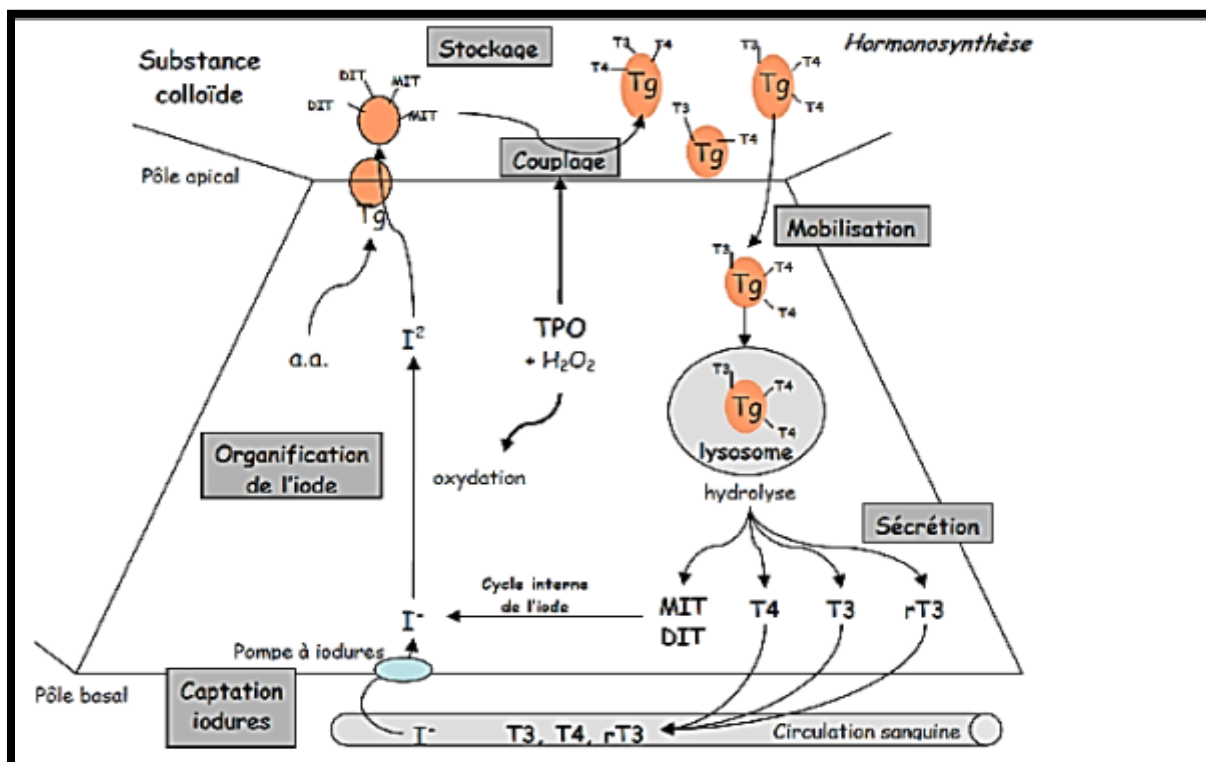 Stockage
Hormonosynthèse
Substance
colloïde
DIT
DIT
MIT
MIT
T3
T4
T4
Tg
T3
T4
T4
Tg
T3
T4
Tg
Couplage
Pôle apical
Tg
Mobilisation
T3
T4
T4
Tg
a.a.
I²
TPO
+ H₂O₂
T3
T4
T4
Tg
lysosome
Organification
de l'iode
oxydation
hydrolyse
Sécrétion
Cycle interne
de l'iode
I⁻
MIT
DIT
T4
T3
rT3
Pompe à iodures
Pôle basal
Captation
iodures
I⁻
T3, T4, rT3
Circulation sanguine